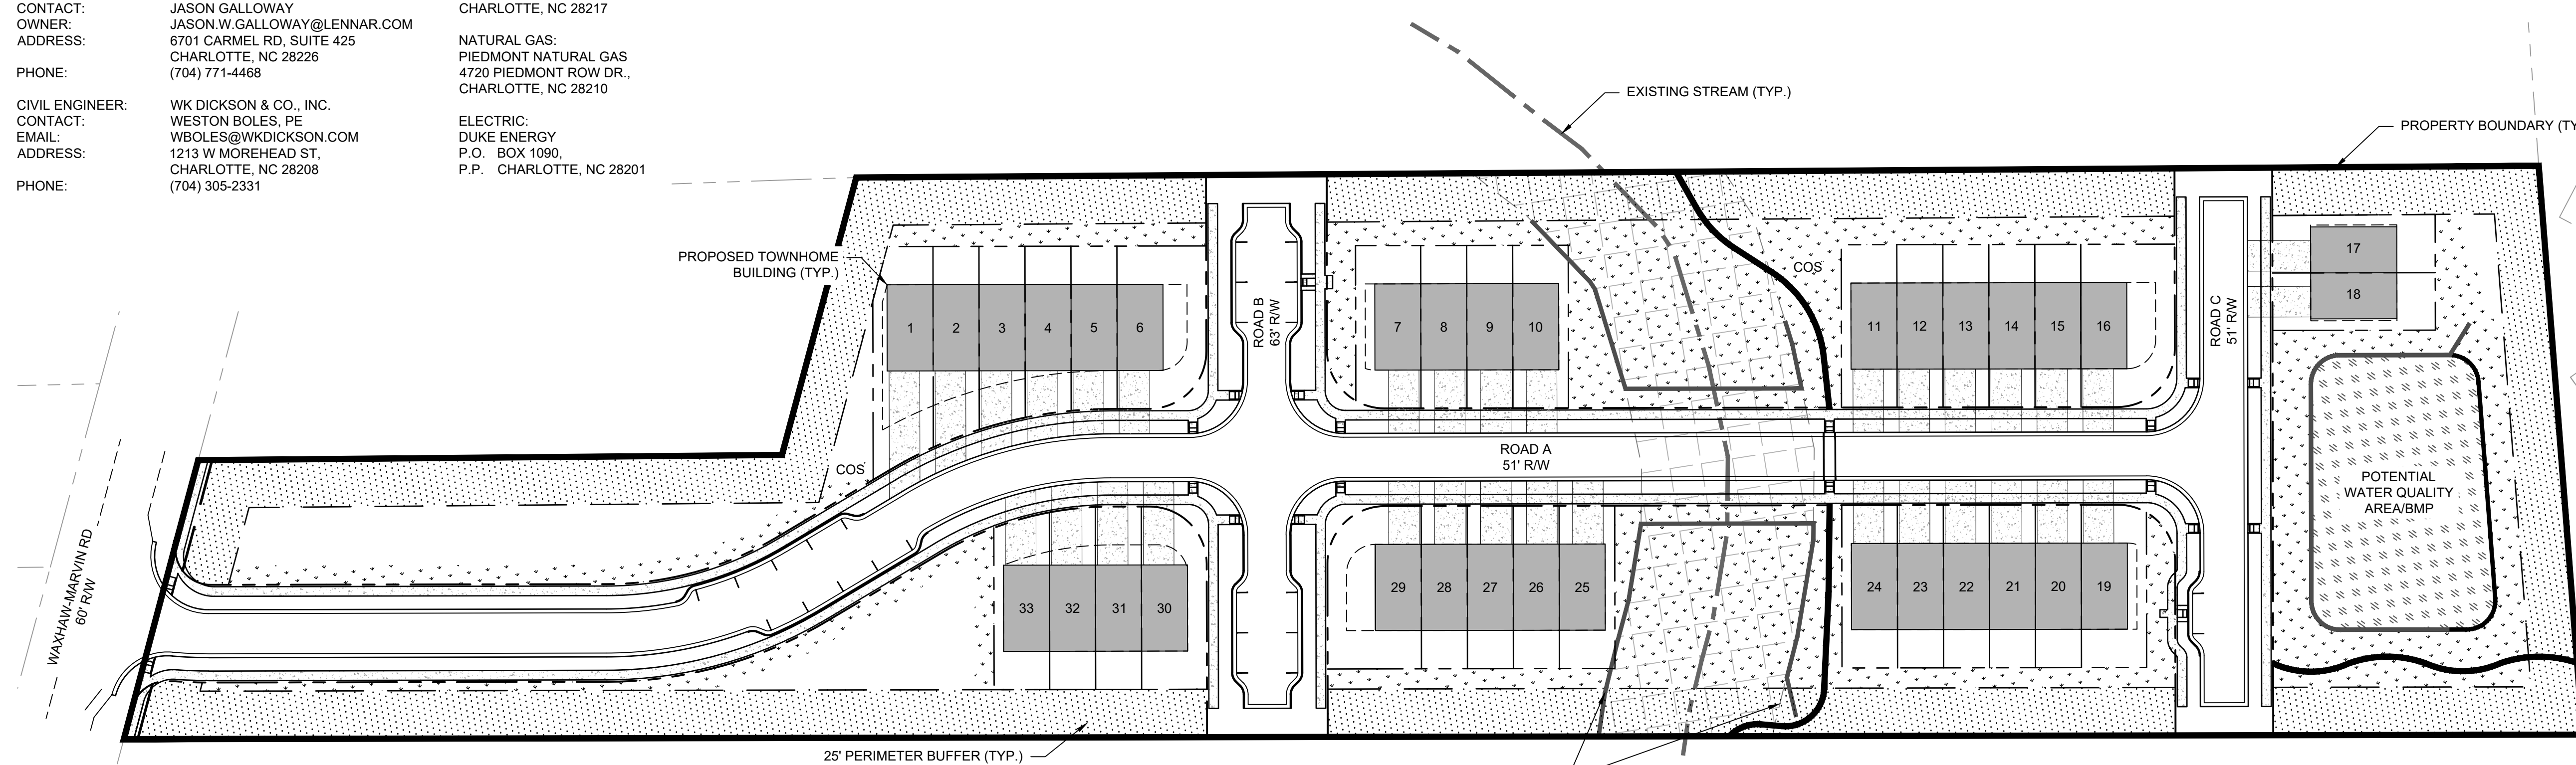 CONTACT: JASON GALLOWAY
OWNER: JASON.W.GALLOWAY@LENNAR.COM
ADDRESS: 6701 CARMEL RD, SUITE 425
CHARLOTTE, NC 28226
PHONE: (704) 771-4468
CIVIL ENGINEER: WK DICKSON & CO., INC.
CONTACT: WESTON BOLES, PE
EMAIL: WBOLES@WKDICKSON.COM
ADDRESS: 1213 W MOREHEAD ST,
CHARLOTTE, NC 28208
PHONE: (704) 305-2331
CHARLOTTE, NC 28217
NATURAL GAS:
PIEDMONT NATURAL GAS
4720 PIEDMONT ROW DR.,
CHARLOTTE, NC 28210
ELECTRIC:
DUKE ENERGY
P.O. BOX 1090,
P.P. CHARLOTTE, NC 28201
EXISTING STREAM (TYP.)
PROPERTY BOUNDARY (TY
PROPOSED TOWNHOME
BUILDING (TYP.)
1 2 3 4 5 6
ROAD B
63' R/W
7 8 9 10
COS
11 12 13 14 15 16
ROAD C
51' R/W
17
18
COS
ROAD A
51' R/W
POTENTIAL
WATER QUALITY
AREA/BMP
WAXHAW-MARVIN RD
60' R/W
33 32 31 30
29 28 27 26 25
24 23 22 21 20 19
25' PERIMETER BUFFER (TYP.)